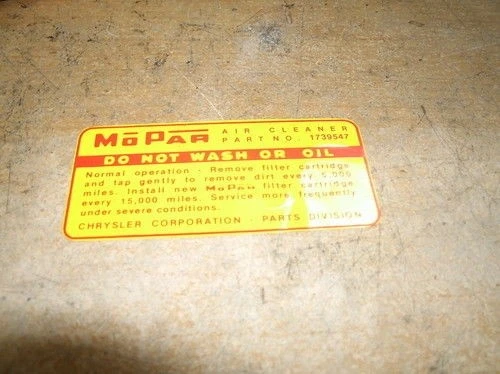 MoPar AIR CLEANER
PART NO. 1739547
DO NOT WASH OR OIL
Normal operation - Remove filter cartridge
and tap gently to remove dirt every 5,000
miles. Install new MoPar filter cartridge
every 15,000 miles. Service more frequently
under severe conditions.
CHRYSLER CORPORATION - PARTS DIVISION